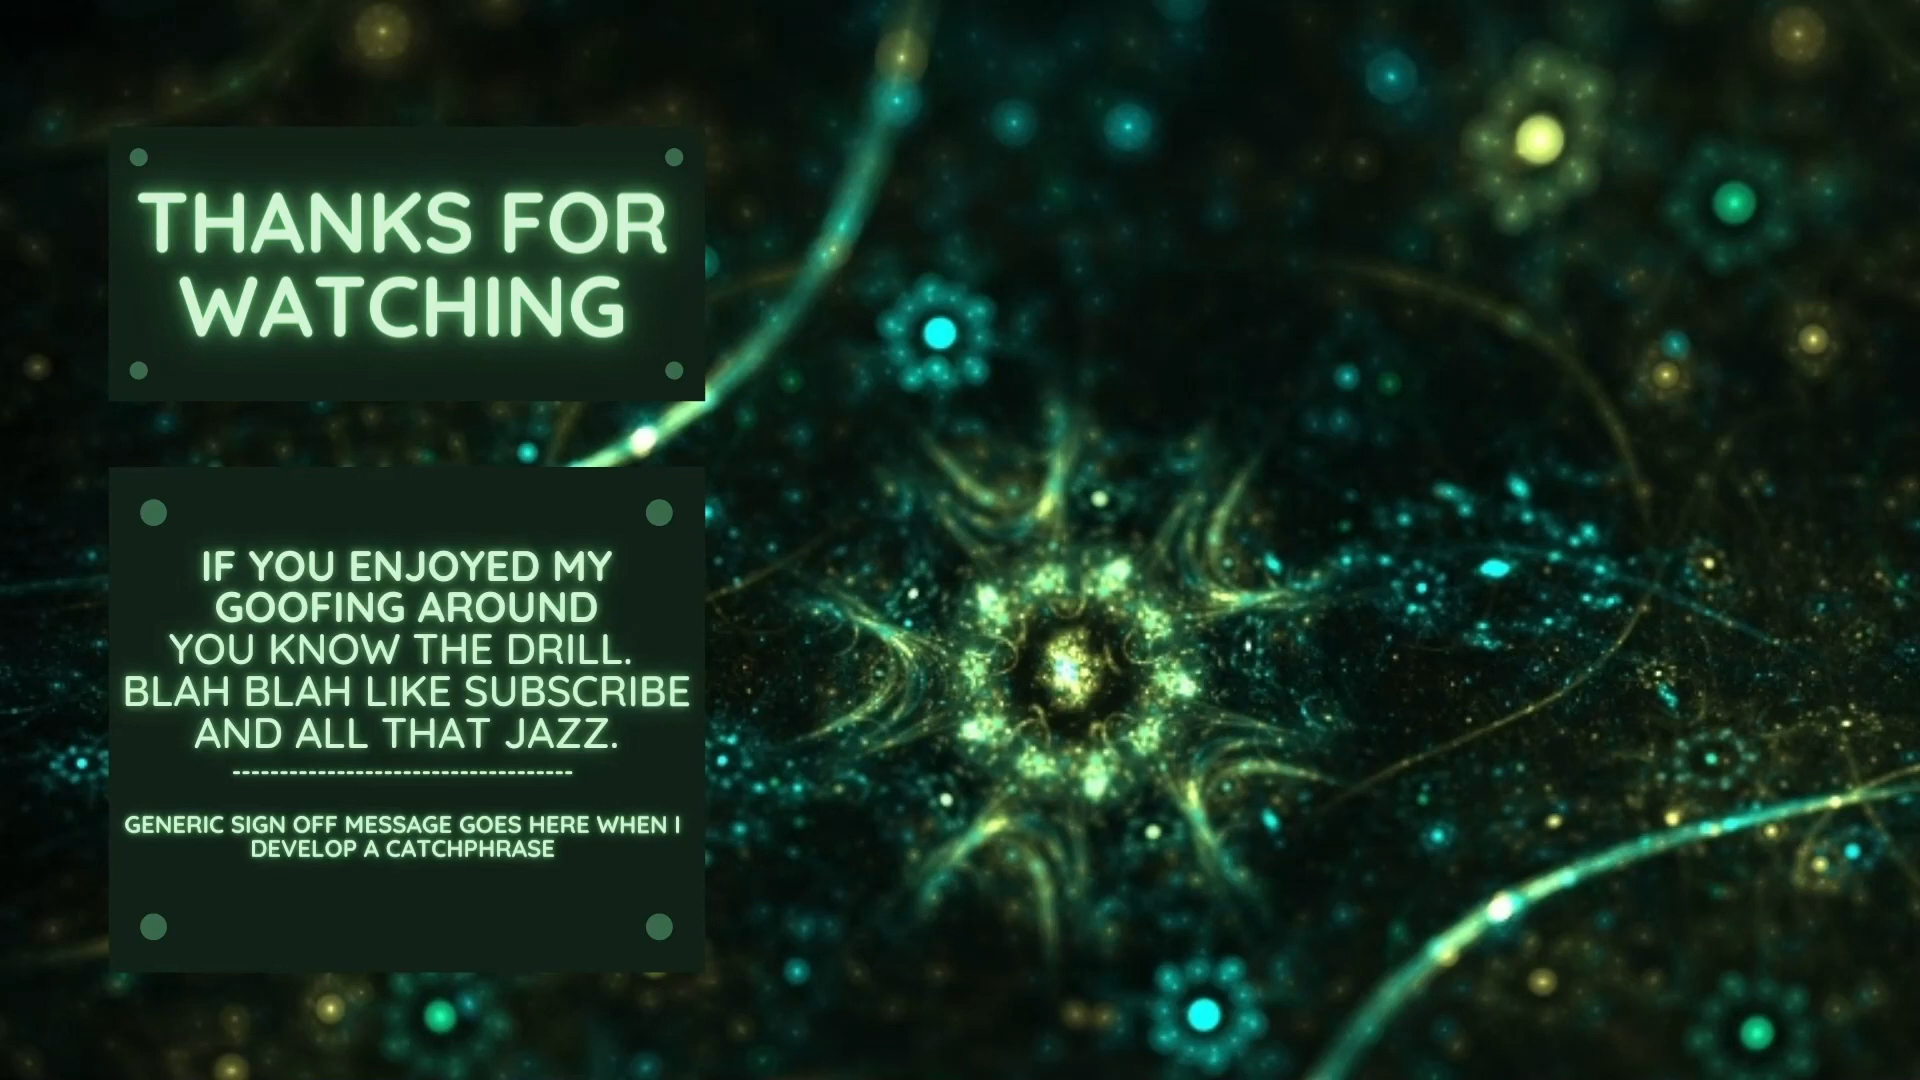 THANKS FOR
WATCHING
IF YOU ENJOYED MY
GOOFING AROUND
YOU KNOW THE DRILL.
BLAH BLAH LIKE SUBSCRIBE
AND ALL THAT JAZZ.
------------------------------------
GENERIC SIGN OFF MESSAGE GOES HERE WHEN I
DEVELOP A CATCHPHRASE